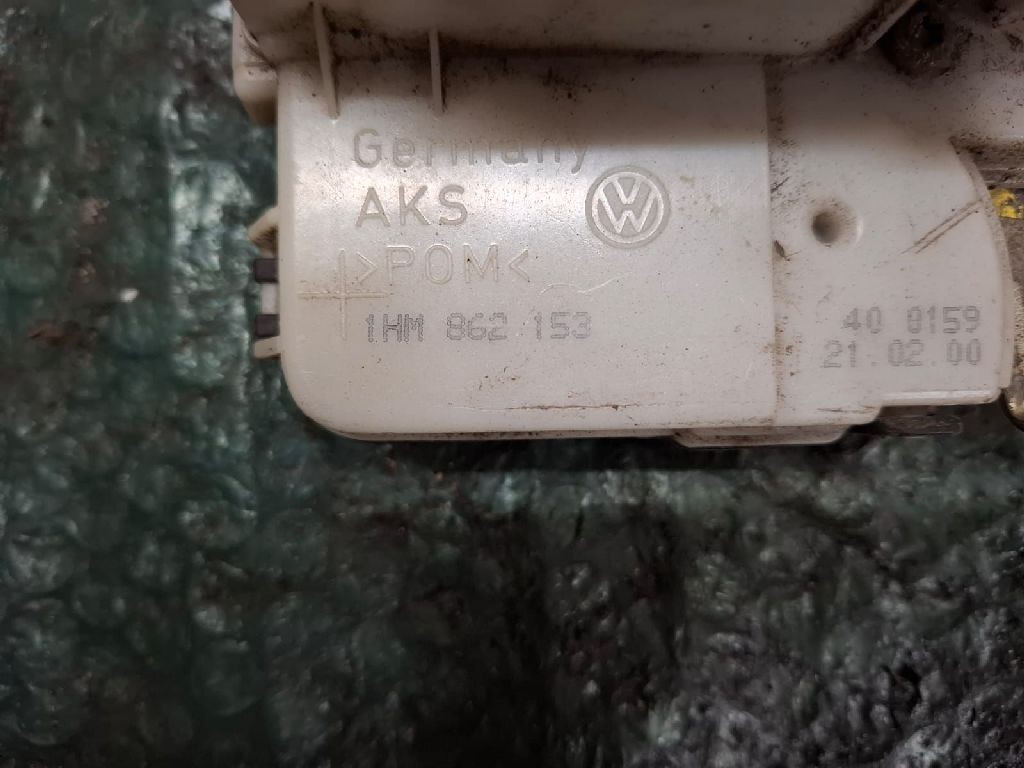 Germany
AKS
>POM<
1HM 862 153
40 0159
21.02.00